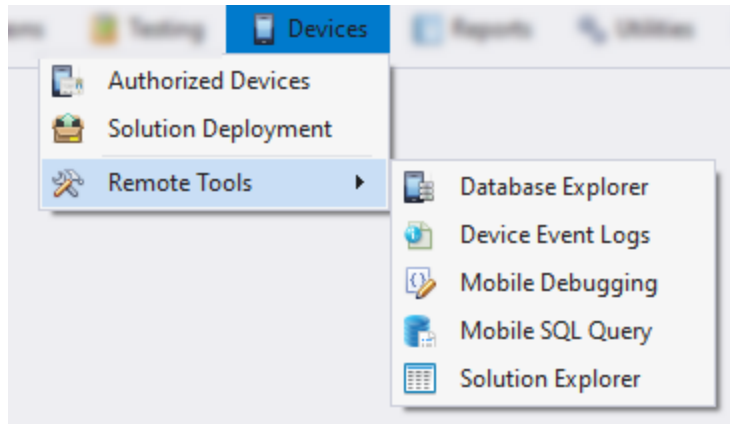 Devices
Authorized Devices
Solution Deployment
Remote Tools
Database Explorer
Device Event Logs
Mobile Debugging
Mobile SQL Query
Solution Explorer